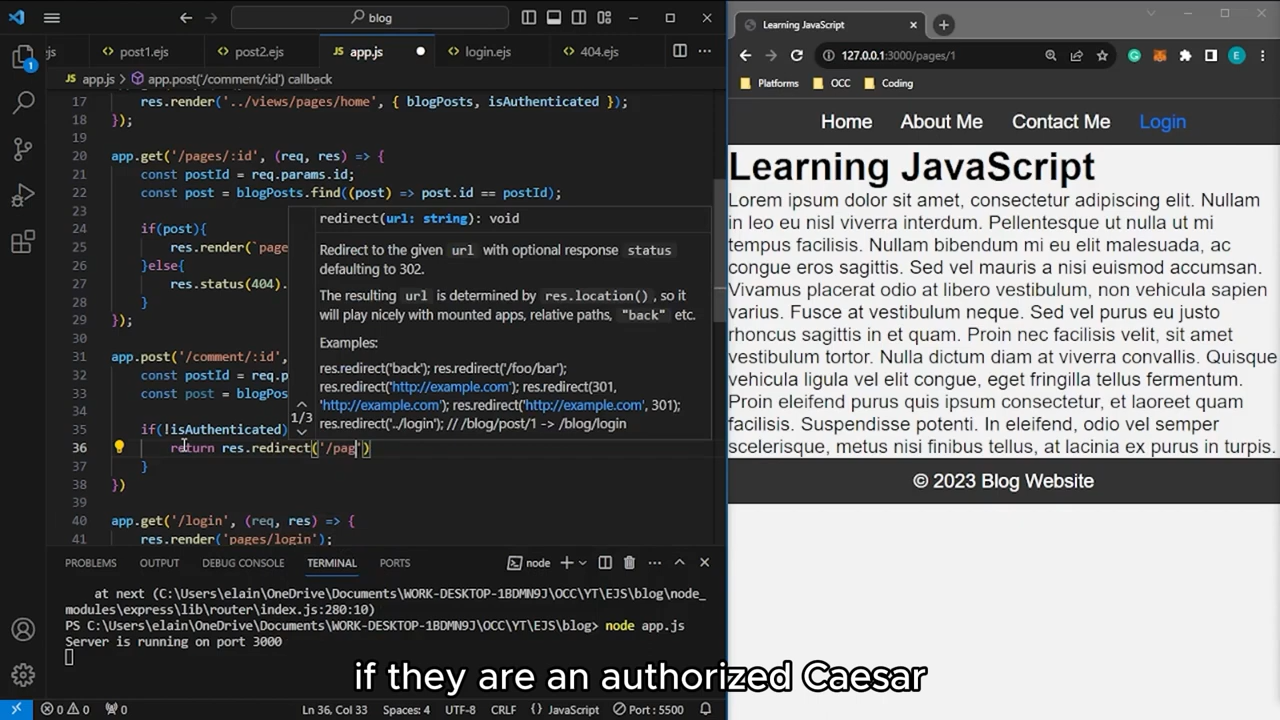 blog
js
post1.ejs
post2.ejs
app.js
login.ejs
404.ejs
app.js > app.post('/comment/:id') callback
17 res.render('../views/pages/home', { blogPosts, isAuthenticated });
18 });
19
20 app.get('/pages/:id', (req, res) => {
21 const postId = req.params.id;
22 const post = blogPosts.find((post) => post.id == postId);
23
24 if(post){
25 res.render(`page
26 }else{
27 res.status(404).
28 }
29 });
30
31 app.post('/comment/:id',
32 const postId = req.p
33 const post = blogPos
34
35 if(!isAuthenticated)
36 return res.redirect('/pag')
37 }
38 })
39
40 app.get('/login', (req, res) => {
41 res.render('pages/login');
redirect(url: string): void
Redirect to the given url with optional response status
defaulting to 302.
The resulting url is determined by res.location() , so it
will play nicely with mounted apps, relative paths, "back" etc.
Examples:
res.redirect('back'); res.redirect('/foo/bar');
res.redirect('http://example.com'); res.redirect(301,
'http://example.com'); res.redirect('http://example.com', 301);
res.redirect('../login'); // /blog/post/1 -> /blog/login
1/3
PROBLEMS OUTPUT DEBUG CONSOLE TERMINAL PORTS
node
at next (C:\Users\elain\OneDrive\Documents\WORK-DESKTOP-1BDMN9J\OCC\YT\EJS\blog\node_
modules\express\lib\router\index.js:280:10)
PS C:\Users\elain\OneDrive\Documents\WORK-DESKTOP-1BDMN9J\OCC\YT\EJS\blog> node app.js
Server is running on port 3000
1
0 0 0
Ln 36, Col 33 Spaces: 4 UTF-8 CRLF {} JavaScript Port : 5500
Learning JavaScript
127.0.0.1:3000/pages/1
E
Platforms OCC Coding
Home About Me Contact Me Login
Learning JavaScript
Lorem ipsum dolor sit amet, consectetur adipiscing elit. Nullam
in leo eu nisl viverra interdum. Pellentesque ut nulla ut mi
tempus facilisis. Nullam bibendum mi eu elit malesuada, ac
congue eros sagittis. Sed vel mauris a nisi euismod accumsan.
Vivamus placerat odio at libero vestibulum, non vehicula sapien
varius. Fusce at vestibulum neque. Sed vel purus eu justo
rhoncus sagittis in et quam. Proin nec facilisis velit, sit amet
vestibulum tortor. Nulla dictum diam at viverra convallis. Quisque
vehicula ligula vel elit congue, eget fringilla tellus fermentum.
Proin eleifend purus quis ipsum consectetur, at laoreet quam
facilisis. Suspendisse potenti. In eleifend, odio vel semper
scelerisque, metus nisi finibus tellus, at lacinia ex purus in turpis.
© 2023 Blog Website
if they are an authorized Caesar